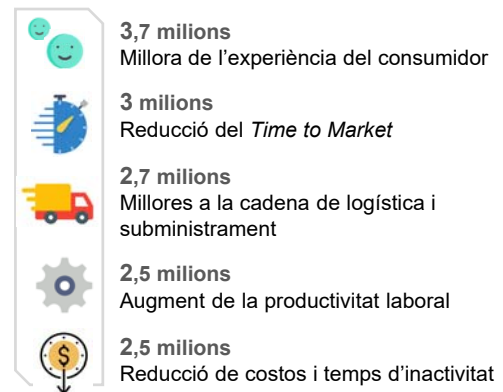 3,7 milions
Millora de l’experiència del consumidor
3 milions
Reducció del Time to Market
2,7 milions
Millores a la cadena de logística i
subministrament
2,5 milions
Augment de la productivitat laboral
2,5 milions
Reducció de costos i temps d’inactivitat
$